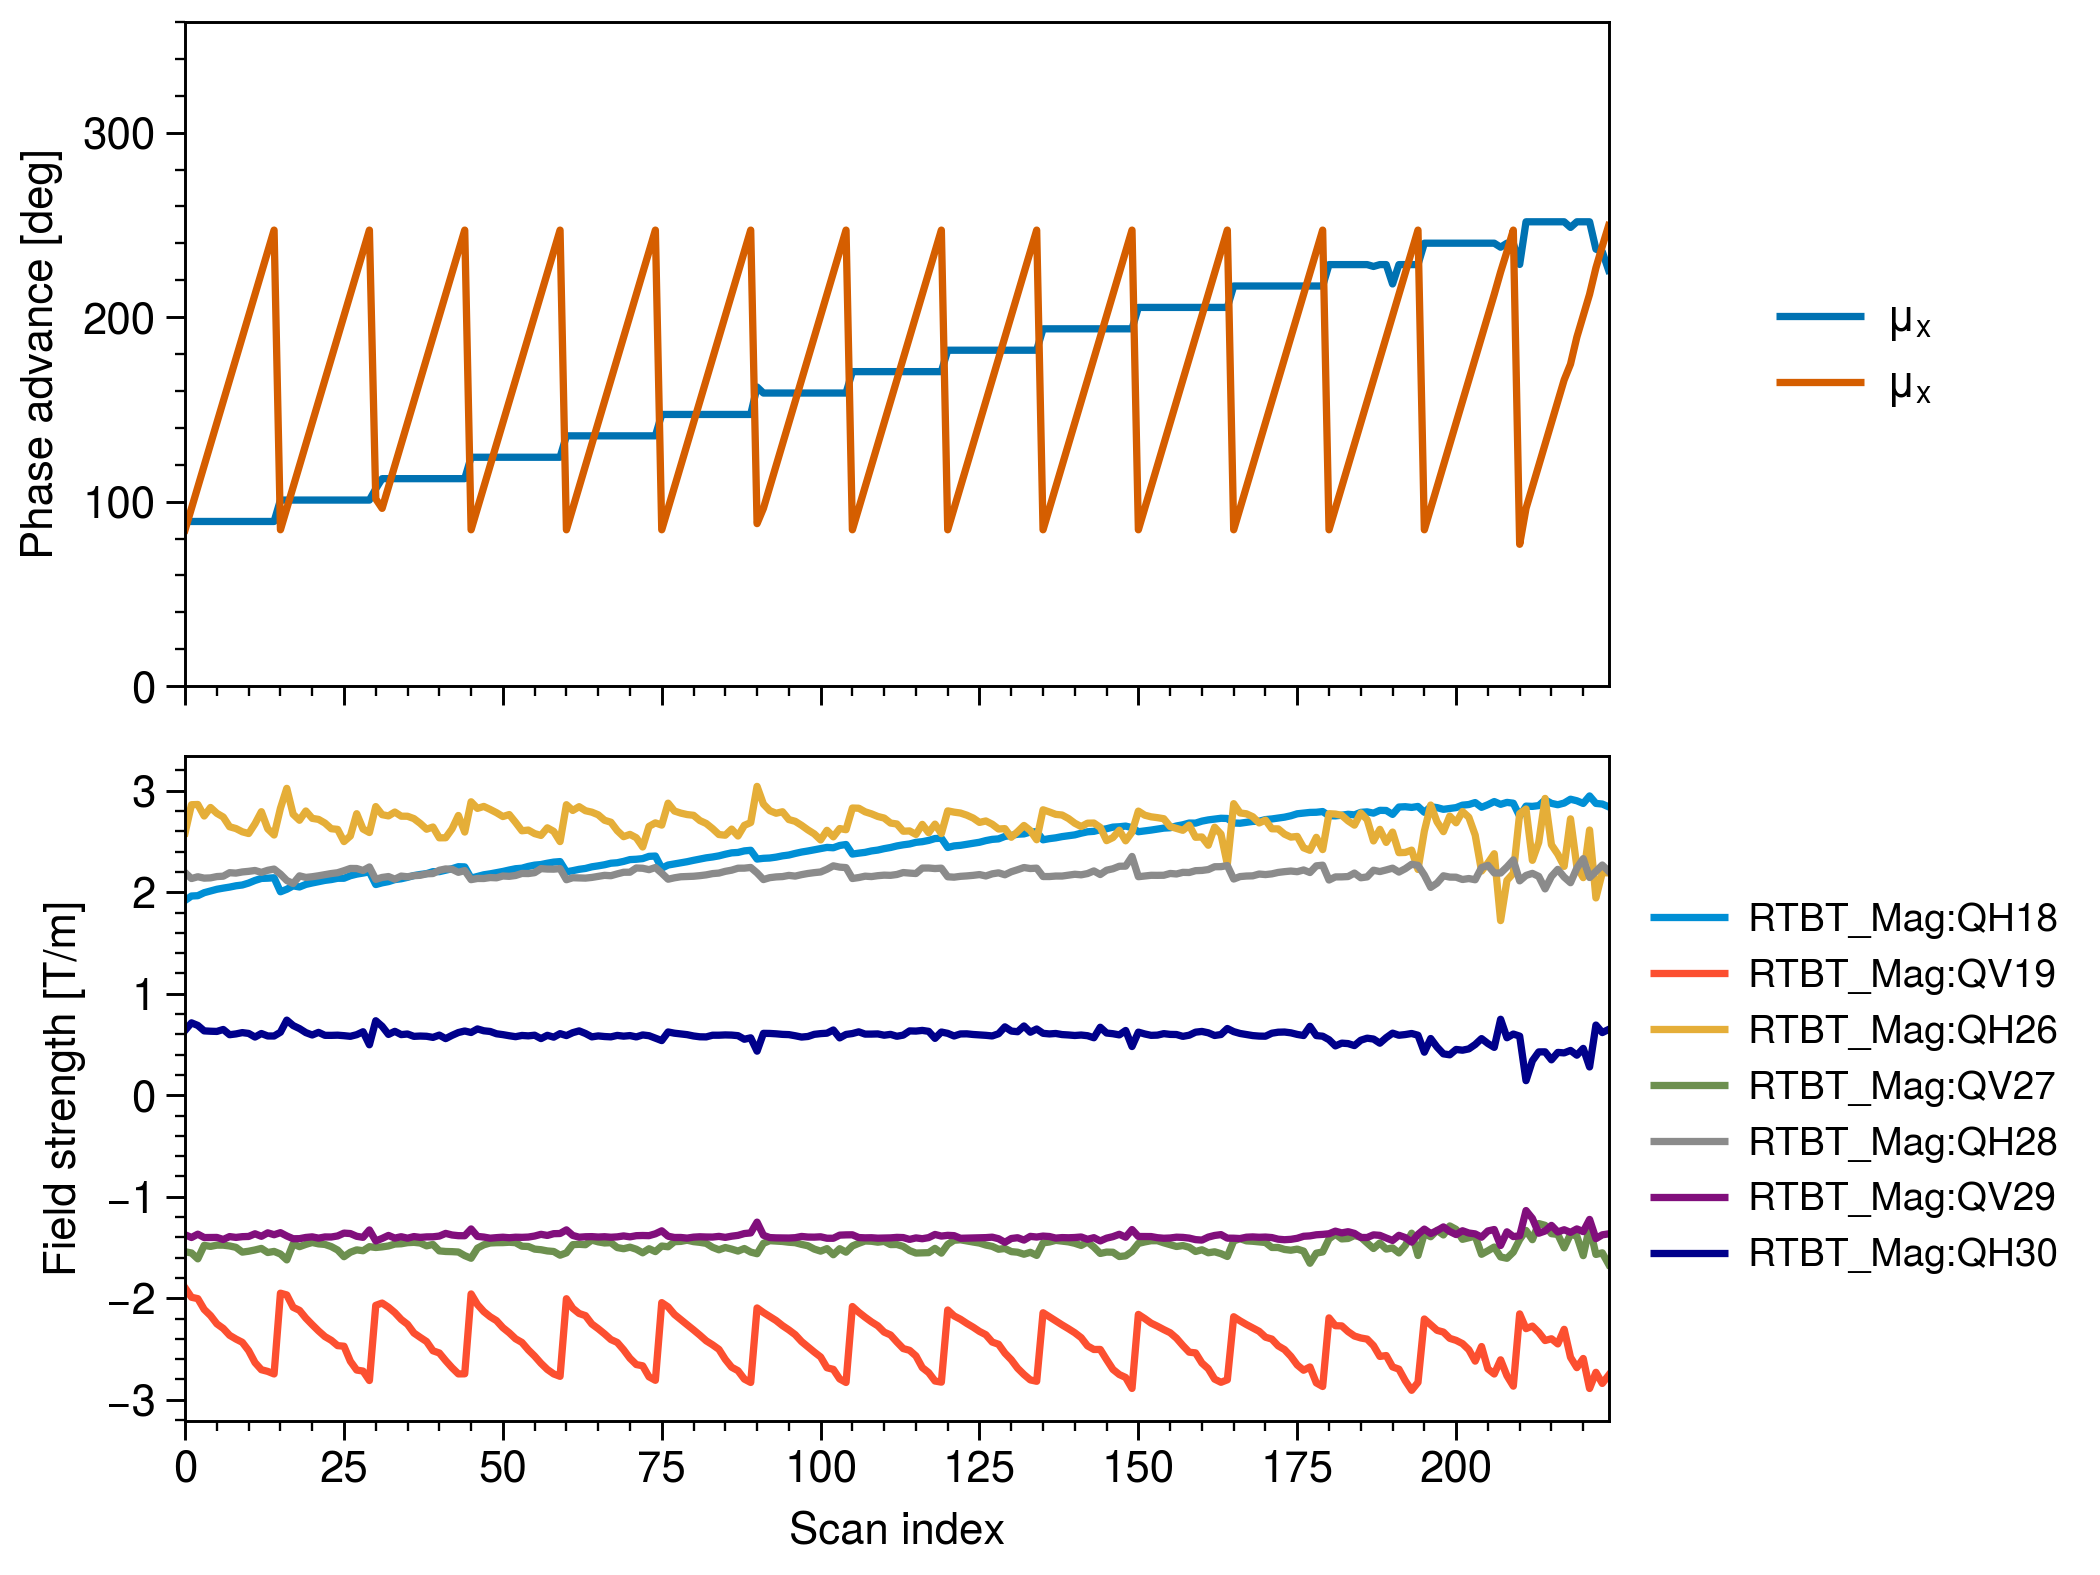 300
200
100
0
Phase advance [deg]
μx
μx
3
2
1
0
−1
−2
−3
Field strength [T/m]
0 25 50 75 100 125 150 175 200
Scan index
RTBT_Mag:QH18
RTBT_Mag:QV19
RTBT_Mag:QH26
RTBT_Mag:QV27
RTBT_Mag:QH28
RTBT_Mag:QV29
RTBT_Mag:QH30